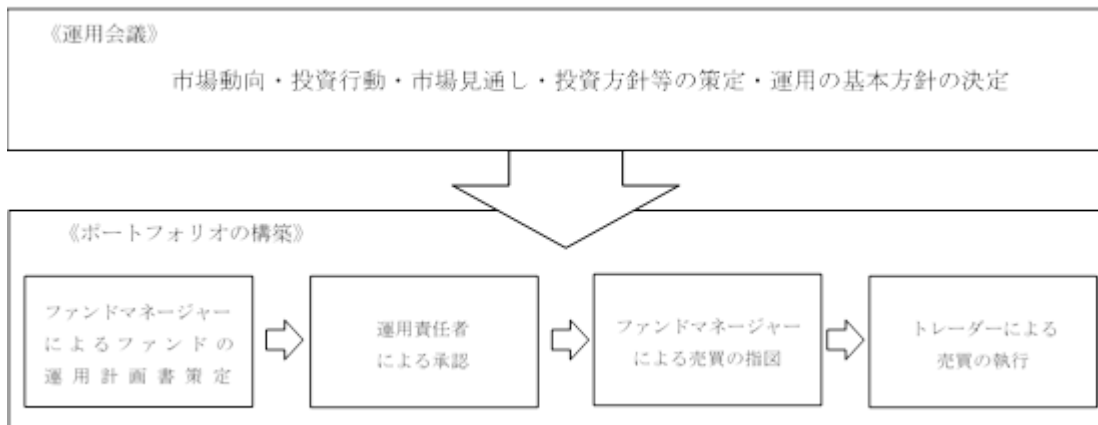 《運用会議》
市場動向・投資行動・市場見通し・投資方針等の策定・運用の基本方針の決定
《ポートフォリオの構築》
ファンドマネージャー
によるファンドの
運用計画書策定
運用責任者
による承認
ファンドマネージャー
による売買の指図
トレーダーによる
売買の執行